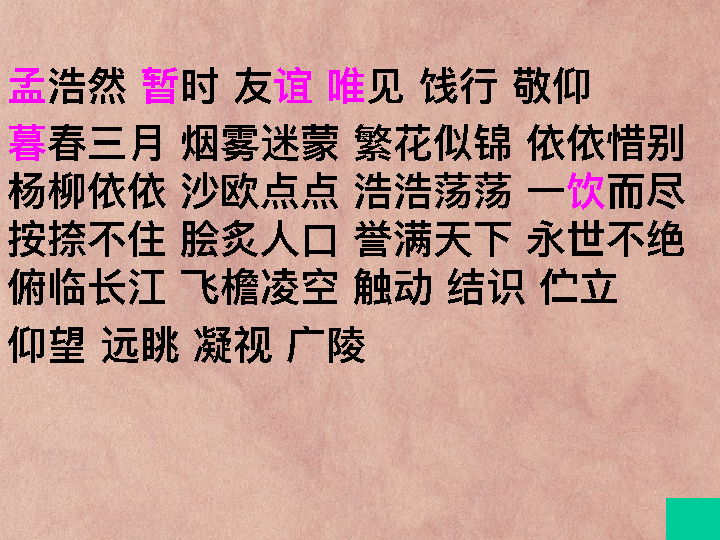 孟浩然 暂时 友谊 唯见 饯行 敬仰
暮春三月 烟雾迷蒙 繁花似锦 依依惜别
杨柳依依 沙欧点点 浩浩荡荡 一饮而尽
按捺不住 脍炙人口 誉满天下 永世不绝
俯临长江 飞檐凌空 触动 结识 伫立
仰望 远眺 凝视 广陵